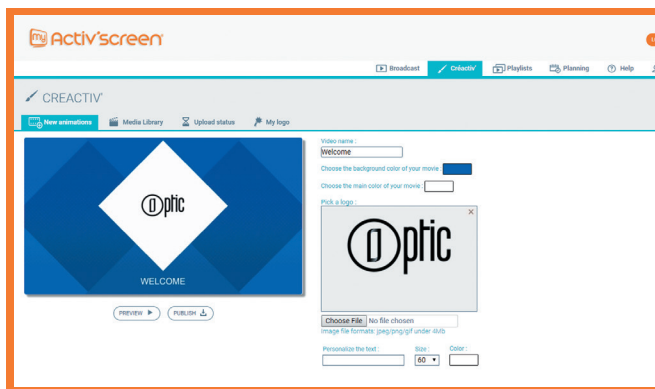 my Activ'screen
Broadcast Créactiv' Playlists Planning Help
CREACTIV'
New animations Media Library Upload status My logo
Video name :
Welcome
Choose the background color of your movie :
Choose the main color of your movie :
Pick a logo :
Optic
WELCOME
Optic
PREVIEW PUBLISH
Choose File No file chosen
Image file formats: jpeg/png/gif under 4Mb
Personalize the text : Size : Color :
60